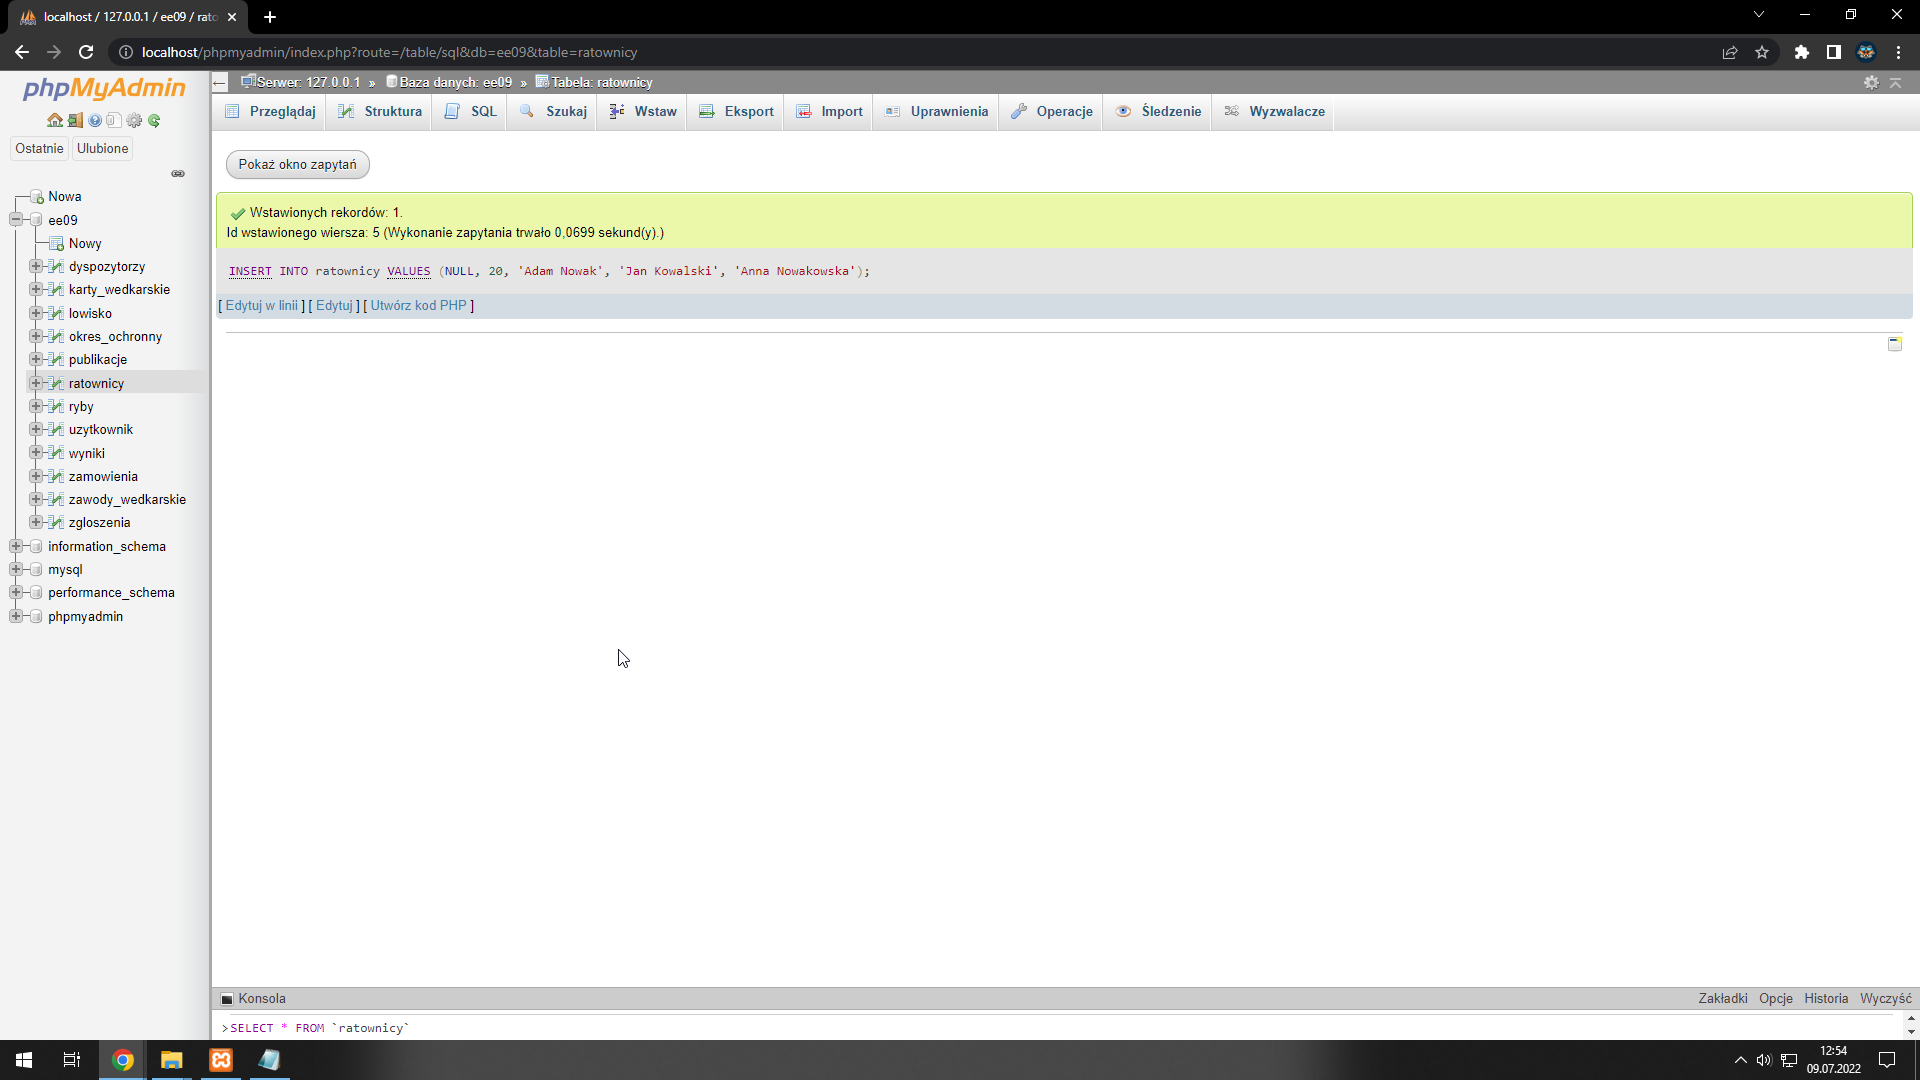 localhost / 127.0.0.1 / ee09 / rato
localhost/phpmyadmin/index.php?route=/table/sql&db=ee09&table=ratownicy
phpMyAdmin
Ostatnie Ulubione
Nowa
ee09
Nowy
dyspozytorzy
karty_wedkarskie
lowisko
okres_ochronny
publikacje
ratownicy
ryby
uzytkownik
wyniki
zamowienia
zawody_wedkarskie
zgloszenia
information_schema
mysql
performance_schema
phpmyadmin
Serwer: 127.0.0.1 » Baza danych: ee09 » Tabela: ratownicy
Przeglądaj Struktura SQL Szukaj Wstaw Eksport Import Uprawnienia Operacje Śledzenie Wyzwalacze
Pokaż okno zapytań
Wstawionych rekordów: 1.
Id wstawionego wiersza: 5 (Wykonanie zapytania trwało 0,0699 sekund(y).)
INSERT INTO ratownicy VALUES (NULL, 20, 'Adam Nowak', 'Jan Kowalski', 'Anna Nowakowska');
[ Edytuj w linii ] [ Edytuj ] [ Utwórz kod PHP ]
Konsola Zakładki Opcje Historia Wyczyść
>SELECT * FROM `ratownicy`
12:54
09.07.2022